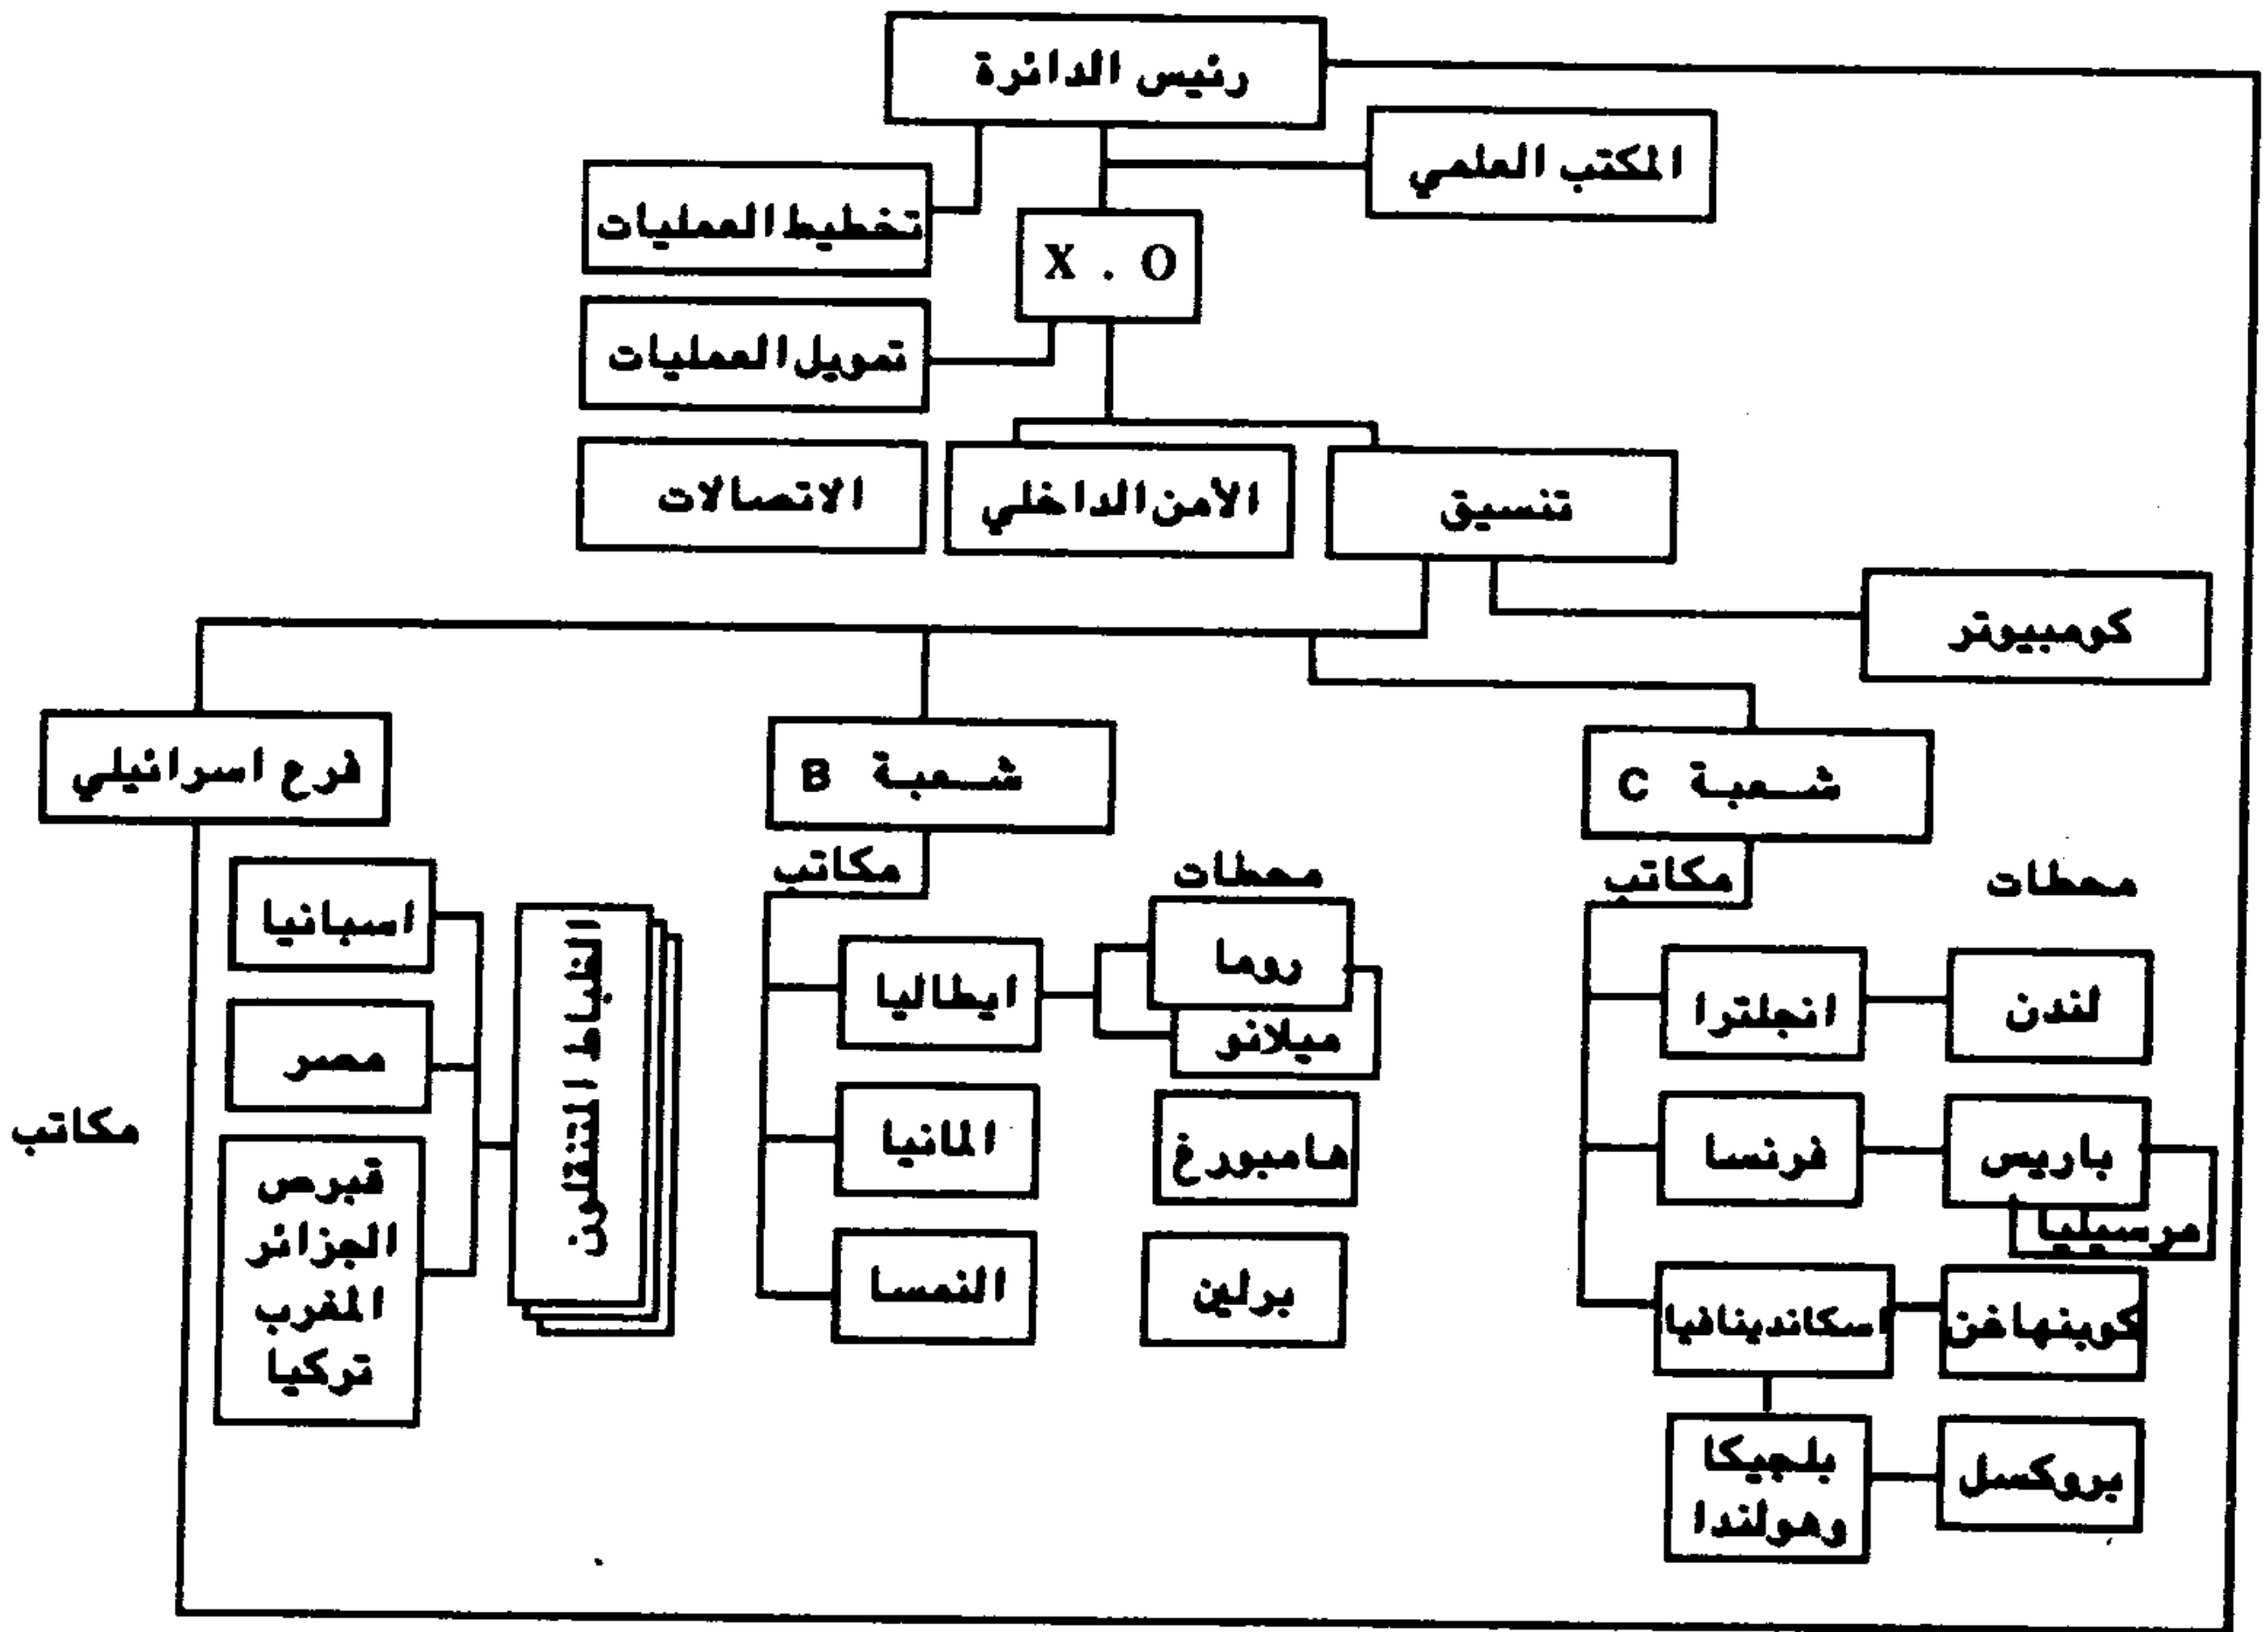 رئيس الدائرة
المكتب العلمي
تخطيط العمليات
X . O
تمويل العمليات
تنسيق
الأمن الداخلي
الاتصالات
كومبيوتر
شعبة C
شعبة B
فرع اسرائيلي
محطات
مكاتب
لندن
انجلترا
باريس
مرسيليا
فرنسا
كوبنهاغن
اسكاندينافيا
بروكسل
بلجيكا
وهولندا
محطات
مكاتب
روما
ميلانو
ايطاليا
هامبورغ
المانيا
برلين
النمسا
الضباط المتنقلون
اسبانيا
مصر
قبرص
الجزائر
المغرب
تركيا
مكاتب